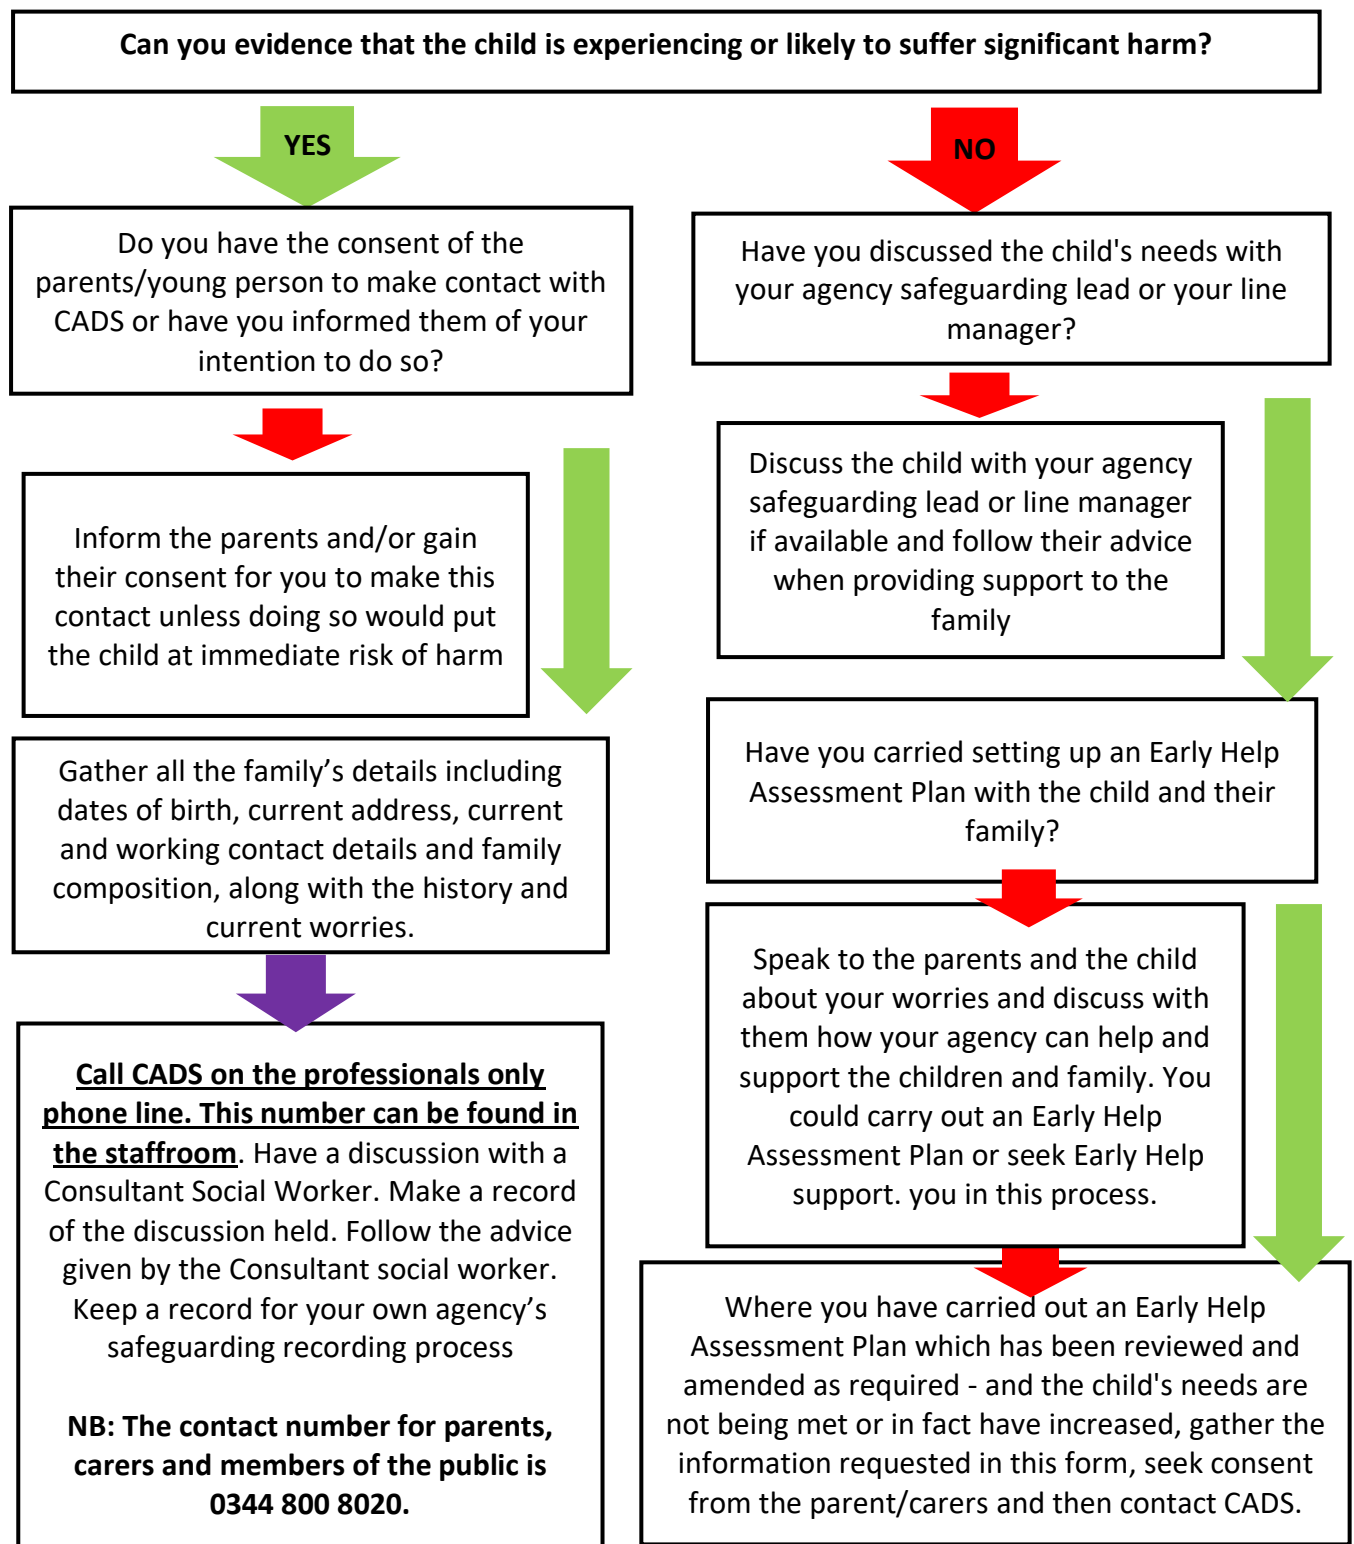 Can you evidence that the child is experiencing or likely to suffer significant harm?
YES
NO
Do you have the consent of the
parents/young person to make contact with
CADS or have you informed them of your
intention to do so?
Have you discussed the child's needs with
your agency safeguarding lead or your line
manager?
Inform the parents and/or gain
their consent for you to make this
contact unless doing so would put
the child at immediate risk of harm
Discuss the child with your agency
safeguarding lead or line manager
if available and follow their advice
when providing support to the
family
Gather all the family’s details including
dates of birth, current address, current
and working contact details and family
composition, along with the history and
current worries.
Have you carried setting up an Early Help
Assessment Plan with the child and their
family?
Speak to the parents and the child
about your worries and discuss with
them how your agency can help and
support the children and family. You
could carry out an Early Help
Assessment Plan or seek Early Help
support. you in this process.
Call CADS on the professionals only
phone line. This number can be found in
the staffroom. Have a discussion with a
Consultant Social Worker. Make a record
of the discussion held. Follow the advice
given by the Consultant social worker.
Keep a record for your own agency’s
safeguarding recording process
NB: The contact number for parents,
carers and members of the public is
0344 800 8020.
Where you have carried out an Early Help
Assessment Plan which has been reviewed and
amended as required - and the child's needs are
not being met or in fact have increased, gather the
information requested in this form, seek consent
from the parent/carers and then contact CADS.